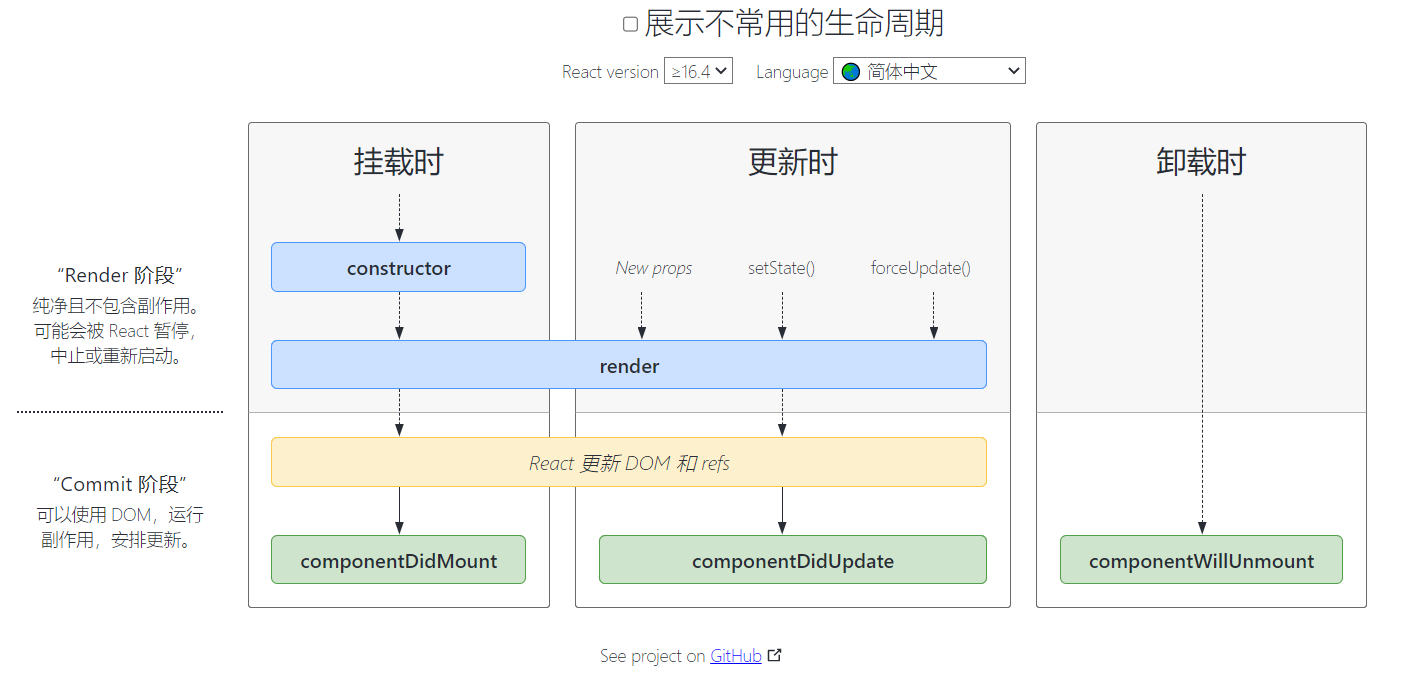 展示不常用的生命周期
React version ≥16.4 Language 简体中文
挂载时
更新时
卸载时
“Render 阶段”
纯净且不包含副作用。
可能会被 React 暂停，
中止或重新启动。
constructor
New props
setState()
forceUpdate()
render
“Commit 阶段”
可以使用 DOM，运行
副作用，安排更新。
React 更新 DOM 和 refs
componentDidMount
componentDidUpdate
componentWillUnmount
See project on GitHub